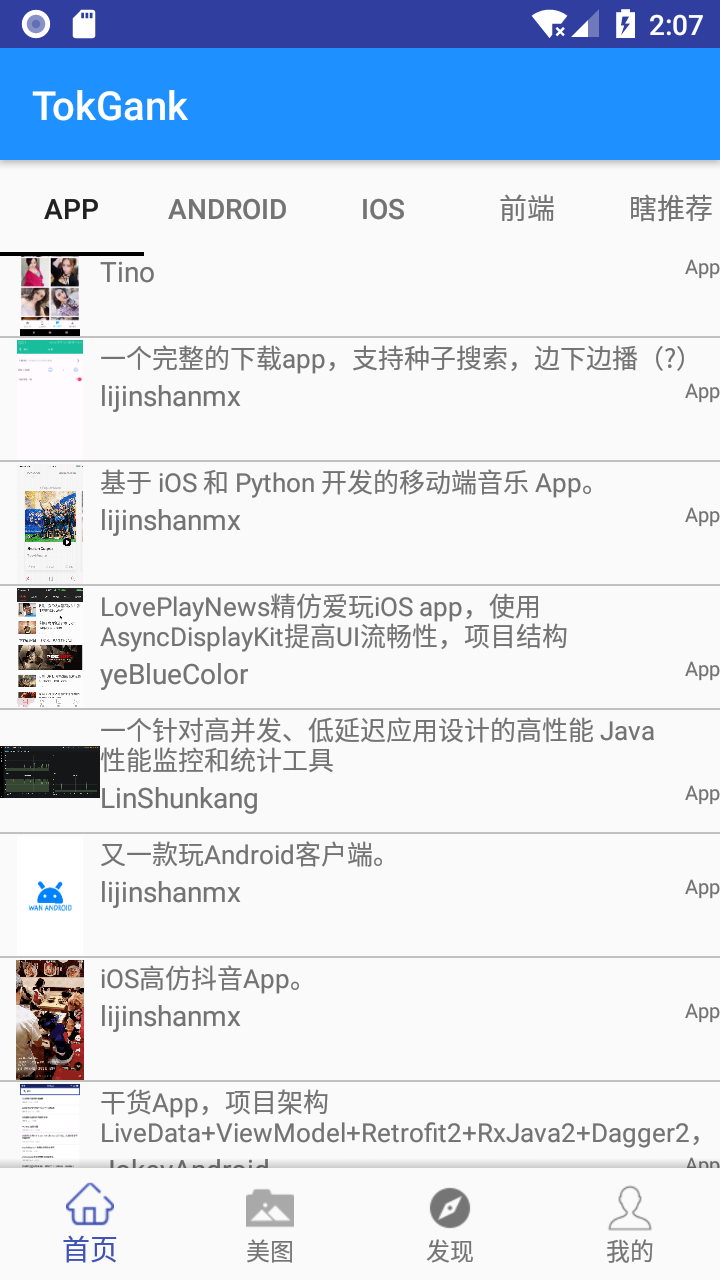 2:07
TokGank
APP
ANDROID
IOS
前端
瞎推荐
Tino
App
一个完整的下载app，支持种子搜索，边下边播（?）
lijinshanmx
App
基于 iOS 和 Python 开发的移动端音乐 App。
lijinshanmx
App
LovePlayNews精仿爱玩iOS app，使用
AsyncDisplayKit提高UI流畅性，项目结构
yeBlueColor
App
一个针对高并发、低延迟应用设计的高性能 Java
性能监控和统计工具
LinShunkang
App
WAN ANDROID
又一款玩Android客户端。
lijinshanmx
App
iOS高仿抖音App。
lijinshanmx
App
干货App，项目架构
LiveData+ViewModel+Retrofit2+RxJava2+Dagger2，
JokeyAndroid
App
首页
美图
发现
我的